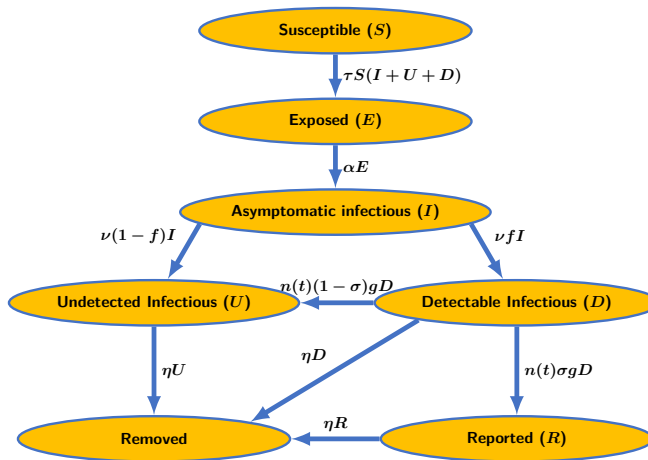 Susceptible (S)
τS(I + U + D)
Exposed (E)
αE
Asymptomatic infectious (I)
ν(1 − f)I
νfI
n(t)(1 − σ)gD
Undetected Infectious (U)
Detectable Infectious (D)
ηU
ηD
n(t)σgD
ηR
Removed
Reported (R)